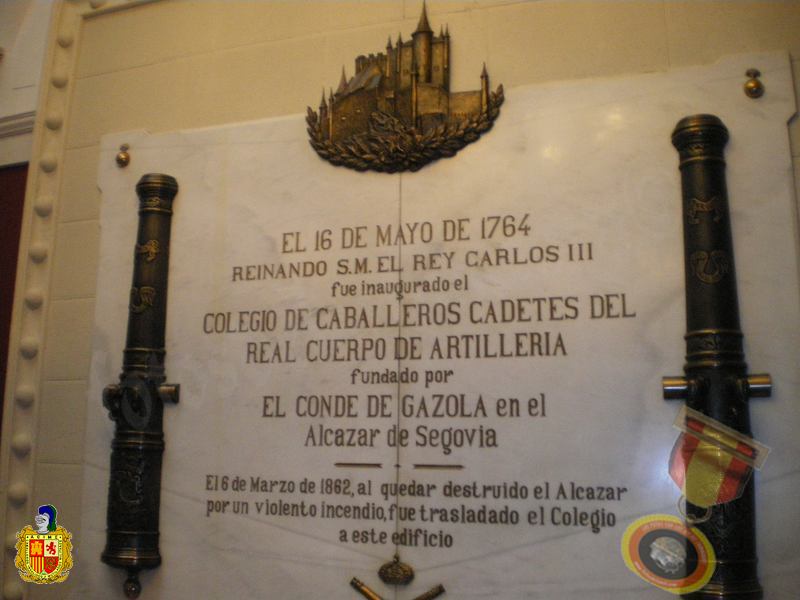 EL 16 DE MAYO DE 1764
REINANDO S.M. EL REY CARLOS III
fue inaugurado el
COLEGIO DE CABALLEROS CADETES DEL
REAL CUERPO DE ARTILLERIA
fundado por
EL CONDE DE GAZOLA en el
Alcazar de Segovia
El 6 de Marzo de 1862, al quedar destruido el Alcazar
por un violento incendio, fue trasladado el Colegio
a este edificio